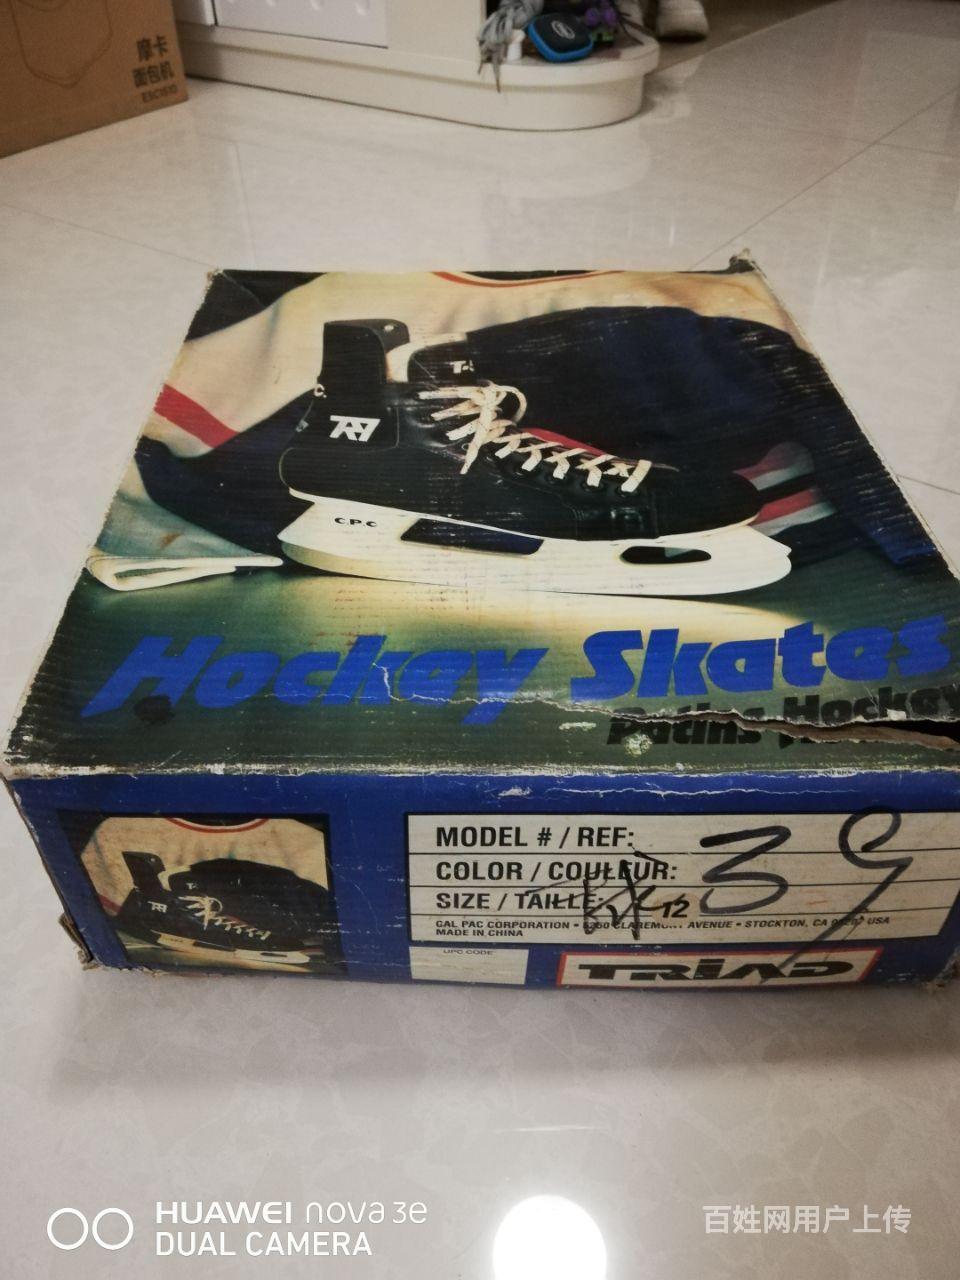 摩卡
面包机
ESC1510
C.P.C
Hockey Skates
Patins Hockey
MODEL # / REF:
COLOR / COULEUR:
SIZE / TAILLE: 12
39
CAL PAC CORPORATION • CLAREMONT AVENUE • STOCKTON, CA USA
MADE IN CHINA
UPC CODE
TRIAD
HUAWEI nova 3e
DUAL CAMERA
百姓网用户上传